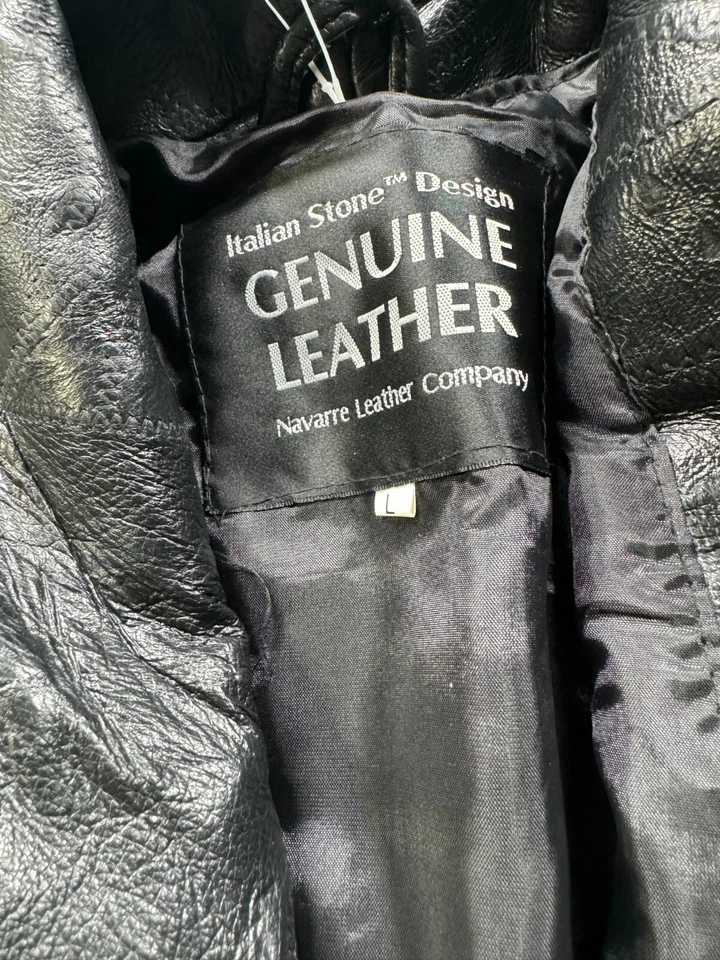 Italian Stone™ Design
GENUINE
LEATHER
Navarre Leather Company
L